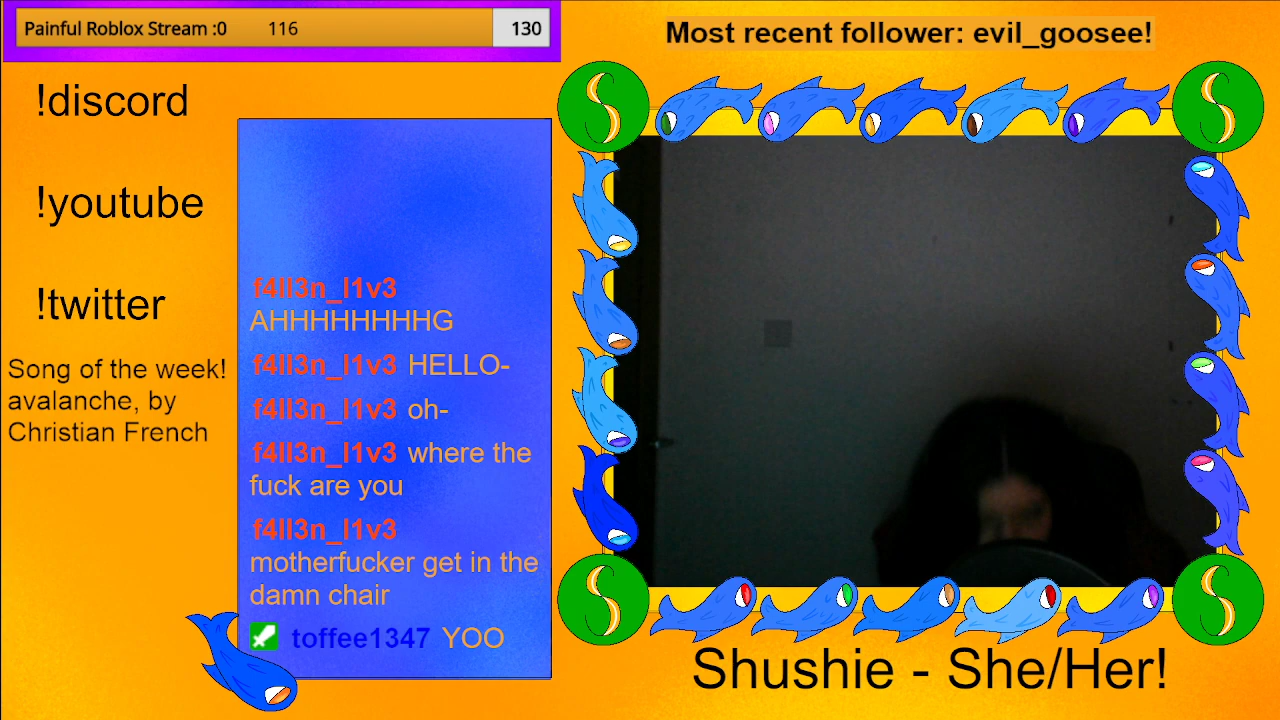 Painful Roblox Stream :0 116 130
Most recent follower: evil_goosee!
!discord
!youtube
!twitter
Song of the week!
avalanche, by
Christian French
f4ll3n_l1v3
AHHHHHHHHG
f4ll3n_l1v3 HELLO-
f4ll3n_l1v3 oh-
f4ll3n_l1v3 where the
fuck are you
f4ll3n_l1v3
motherfucker get in the
damn chair
toffee1347 YOO
S
S
S
S
Shushie - She/Her!